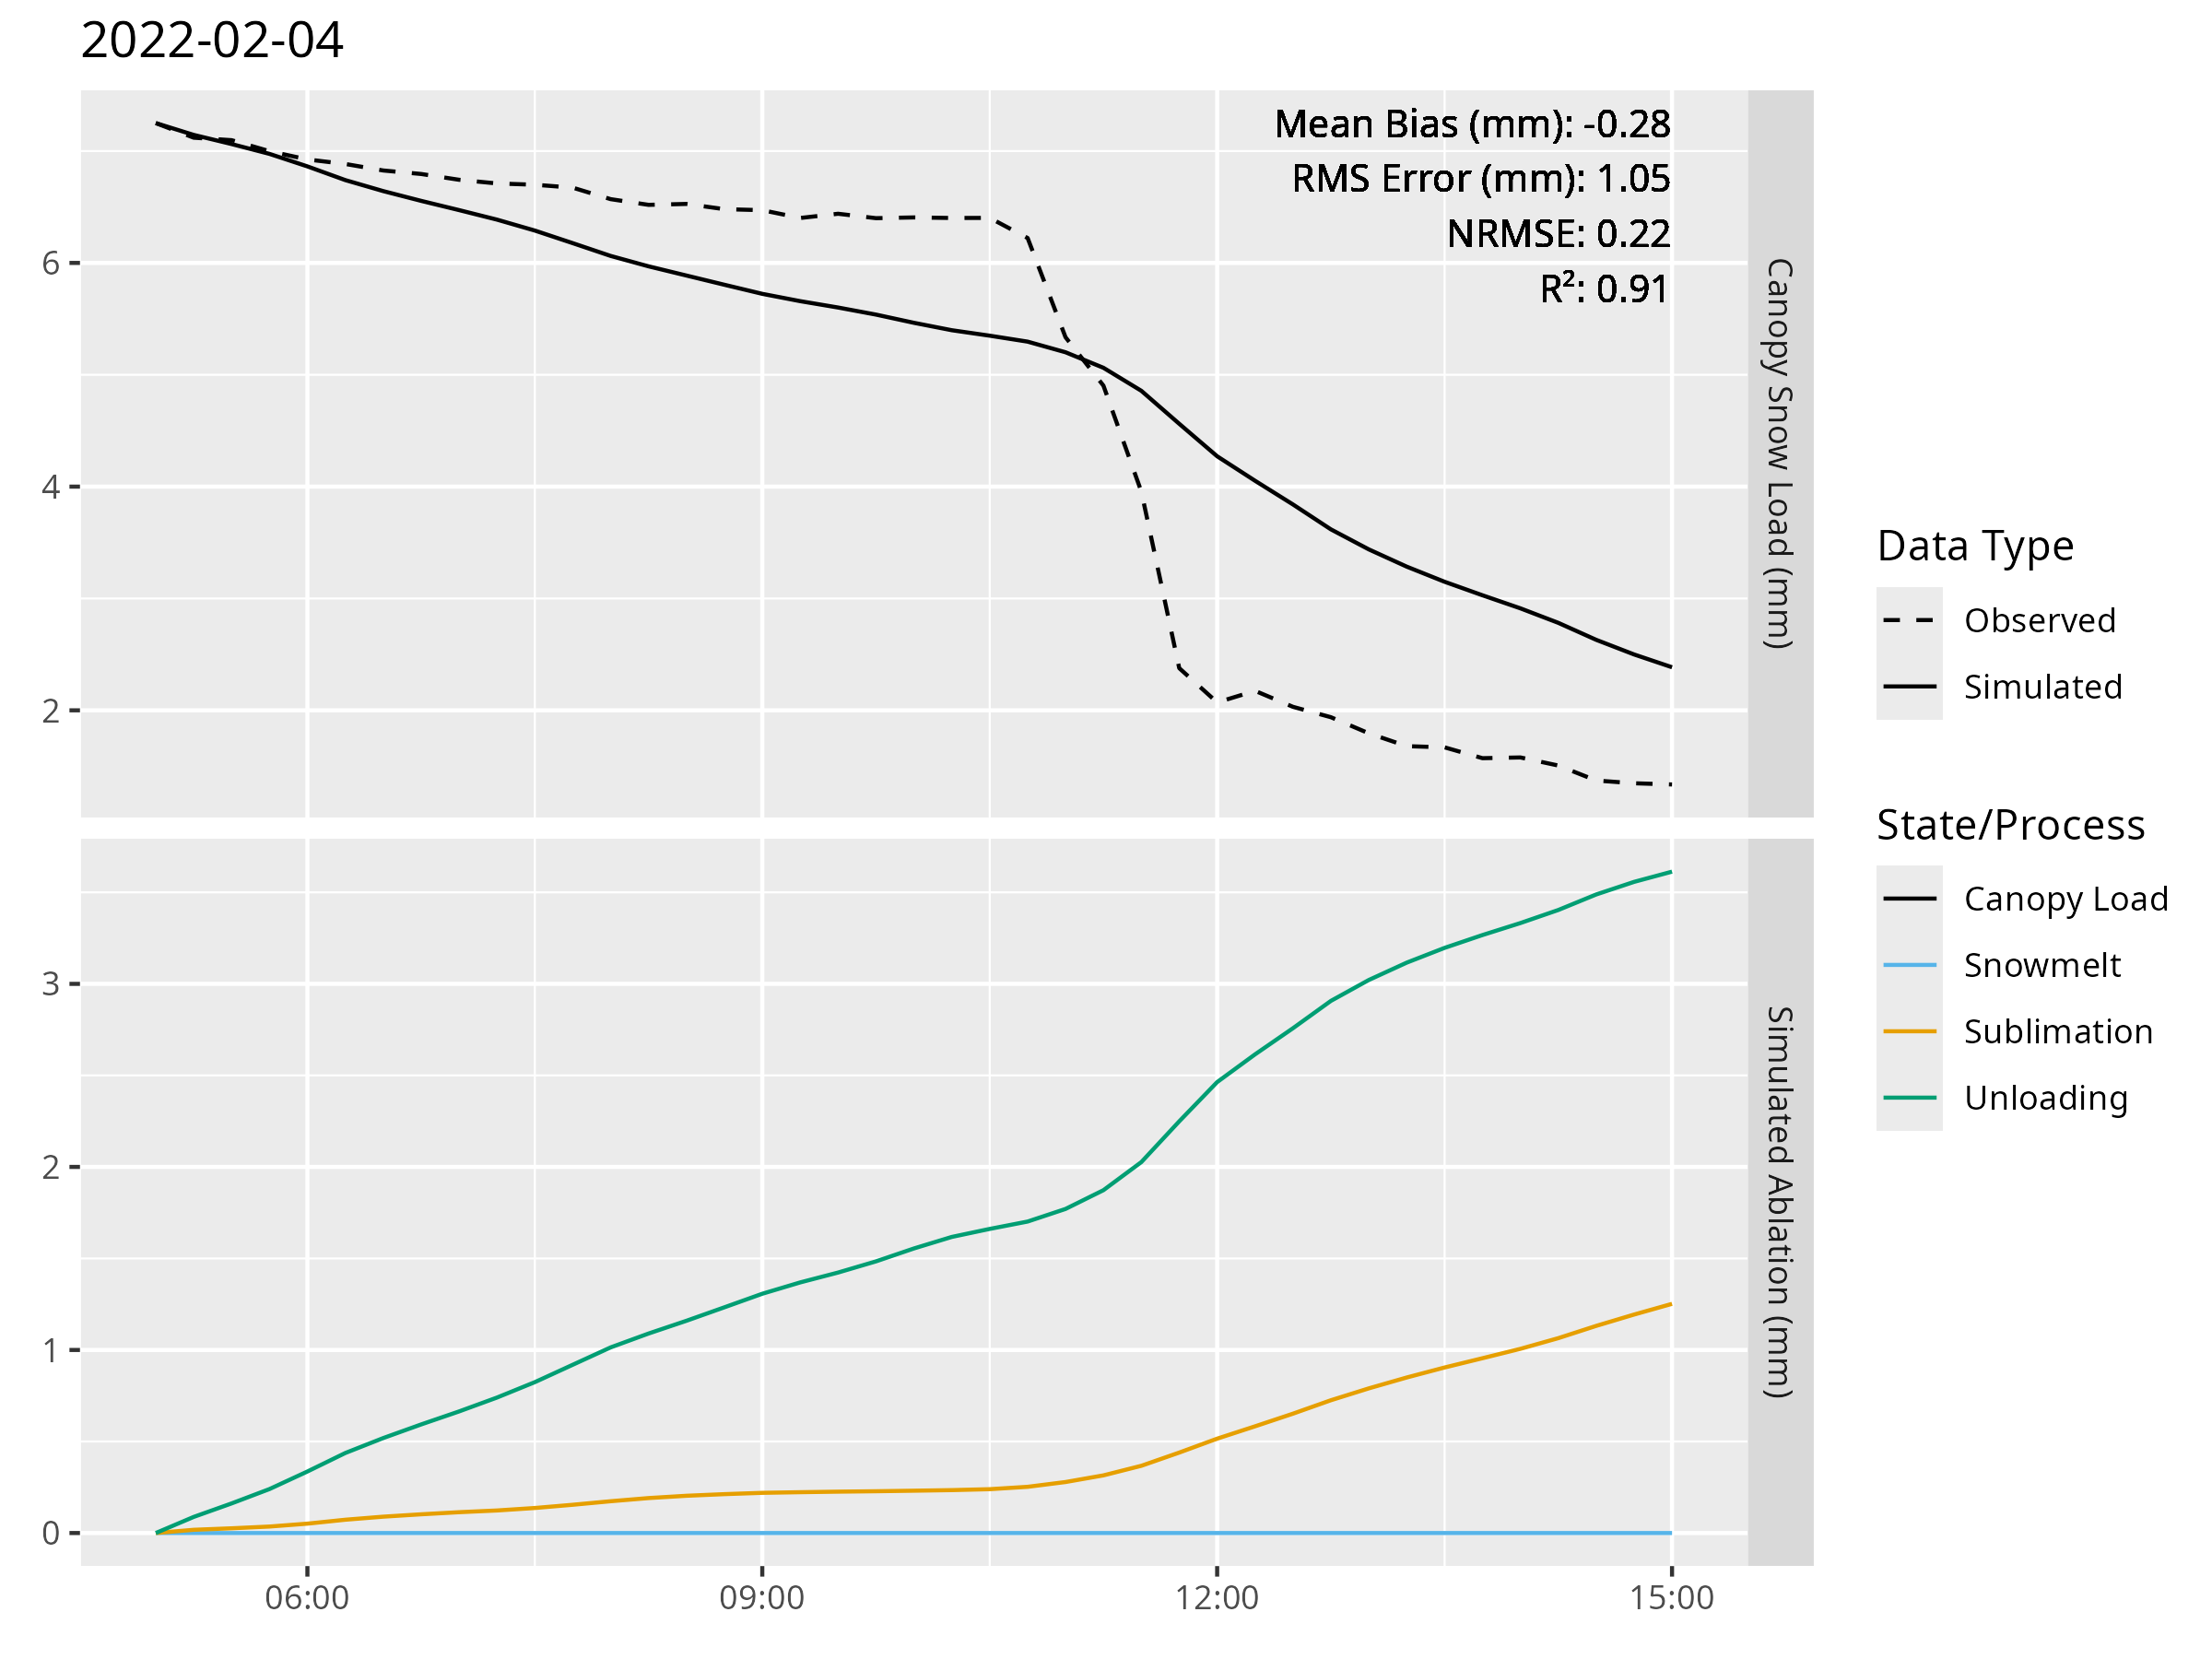 2022-02-04
Mean Bias (mm): -0.28
RMS Error (mm): 1.05
NRMSE: 0.22
R²: 0.91
6
4
2
Canopy Snow Load (mm)
3
2
1
0
Simulated Ablation (mm)
06:00
09:00
12:00
15:00
Data Type
Observed
Simulated
State/Process
Canopy Load
Snowmelt
Sublimation
Unloading